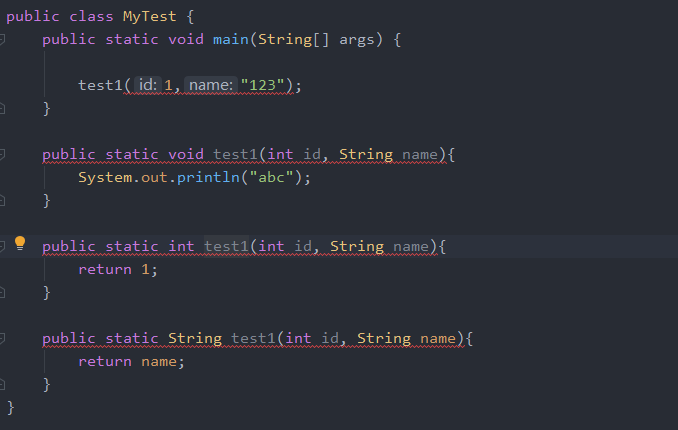 public class MyTest {
public static void main(String[] args) {
test1( id: 1, name: "123");
}
public static void test1(int id, String name){
System.out.println("abc");
}
public static int test1(int id, String name){
return 1;
}
public static String test1(int id, String name){
return name;
}
}